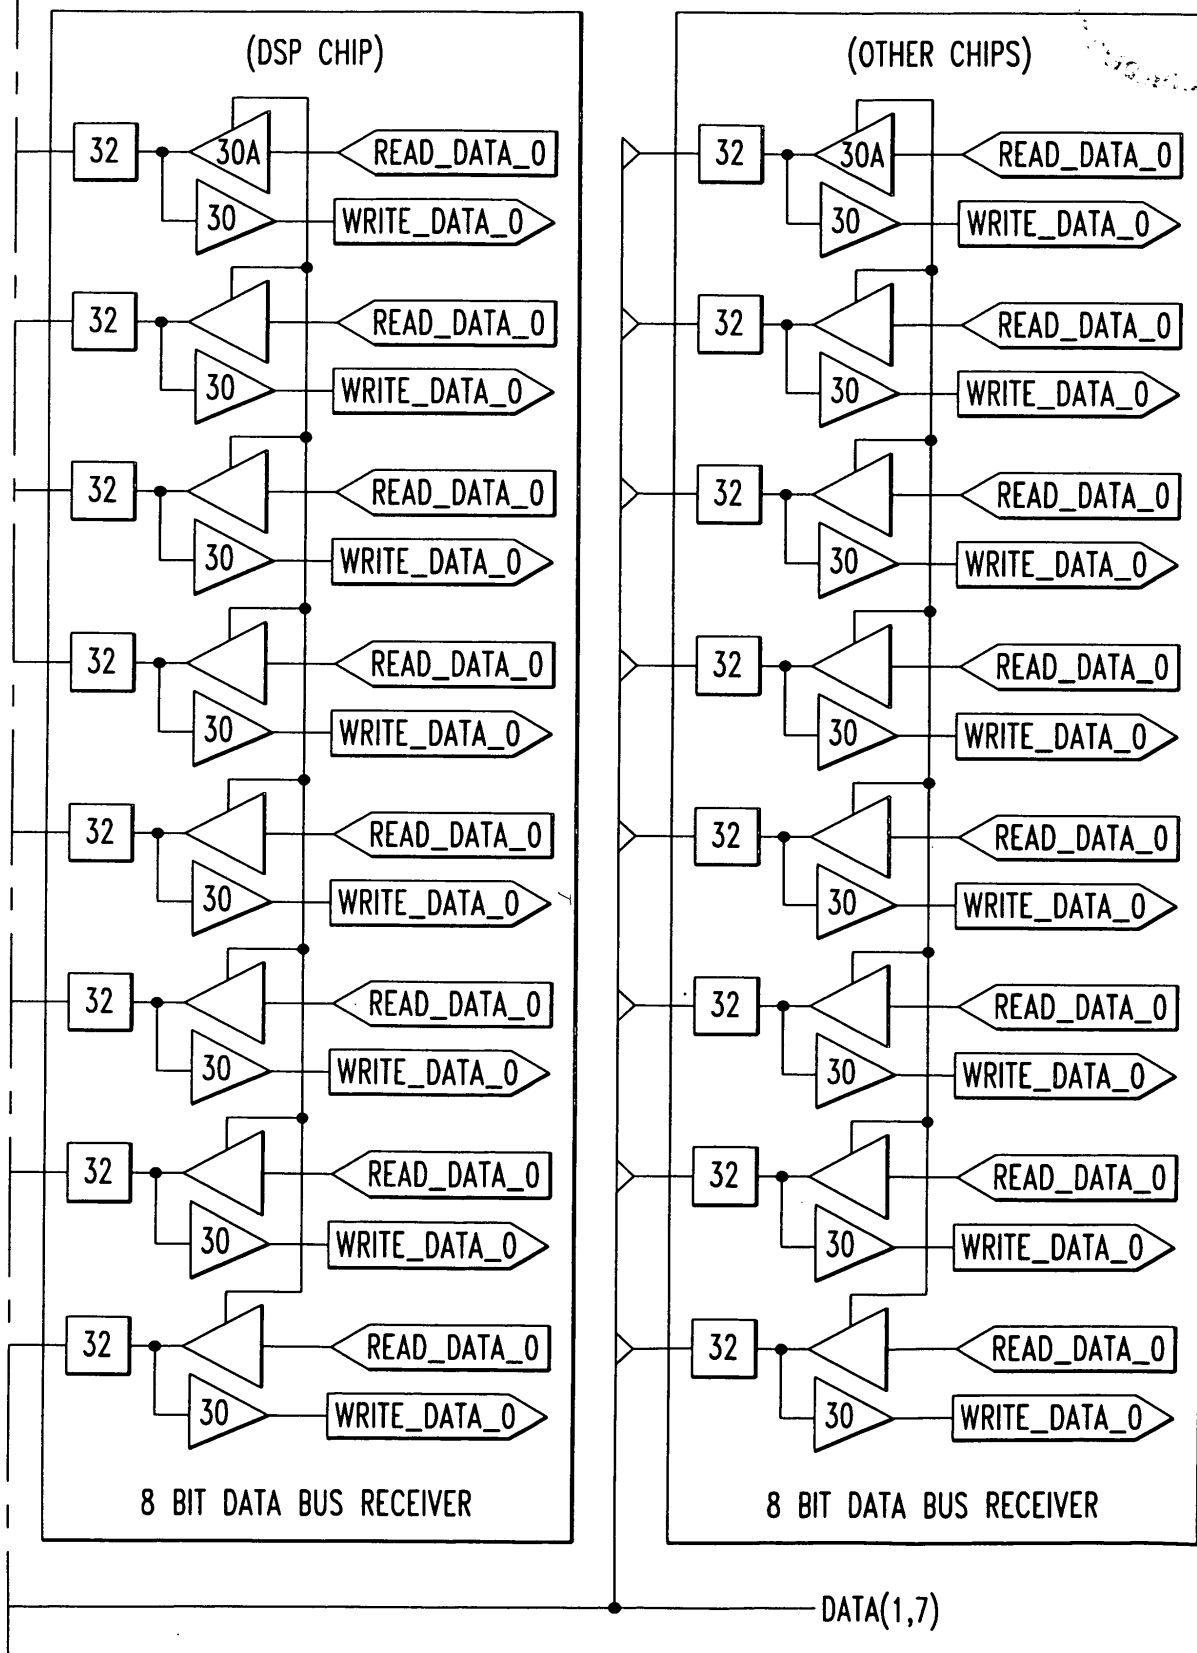 (DSP CHIP)
32
30A
READ_DATA_0
30
WRITE_DATA_0
32
READ_DATA_0
30
WRITE_DATA_0
32
READ_DATA_0
30
WRITE_DATA_0
32
READ_DATA_0
30
WRITE_DATA_0
32
READ_DATA_0
30
WRITE_DATA_0
32
READ_DATA_0
30
WRITE_DATA_0
32
READ_DATA_0
30
WRITE_DATA_0
32
READ_DATA_0
30
WRITE_DATA_0
8 BIT DATA BUS RECEIVER
(OTHER CHIPS)
32
30A
READ_DATA_0
30
WRITE_DATA_0
32
READ_DATA_0
30
WRITE_DATA_0
32
READ_DATA_0
30
WRITE_DATA_0
32
READ_DATA_0
30
WRITE_DATA_0
32
READ_DATA_0
30
WRITE_DATA_0
32
READ_DATA_0
30
WRITE_DATA_0
32
READ_DATA_0
30
WRITE_DATA_0
32
READ_DATA_0
30
WRITE_DATA_0
8 BIT DATA BUS RECEIVER
DATA(1,7)